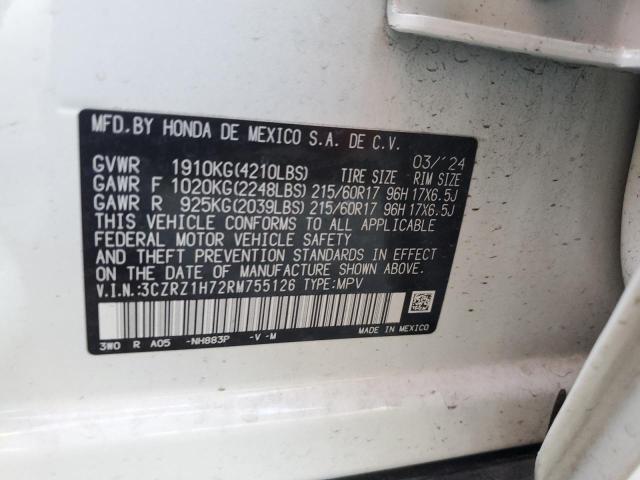 MFD.BY HONDA DE MEXICO S.A. DE C.V.
03/'24
GVWR 1910KG(4210LBS) TIRE SIZE RIM SIZE
GAWR F 1020KG(2248LBS) 215/60R17 96H 17X6.5J
GAWR R 925KG(2039LBS) 215/60R17 96H 17X6.5J
THIS VEHICLE CONFORMS TO ALL APPLICABLE
FEDERAL MOTOR VEHICLE SAFETY
AND THEFT PREVENTION STANDARDS IN EFFECT
ON THE DATE OF MANUFACTURE SHOWN ABOVE.
V.I.N.:3CZRZ1H72RM755126 TYPE:MPV
3W0 R A05 -NH883P -V -M
MADE IN MEXICO